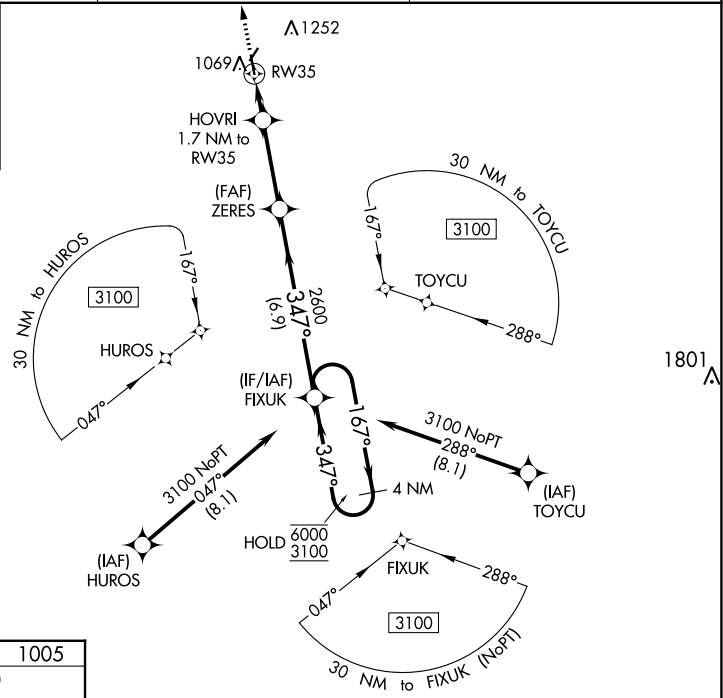 1252
1069
RW35
HOVRI
1.7 NM to
RW35
(FAF)
ZERES
30 NM to TOYCU
167°
3100
TOYCU
288°
30 NM to HUROS
167°
3100
HUROS
047°
2600
347°
(6.9)
1801
(IF/IAF)
FIXUK
167°
347°
4 NM
3100 NoPT
288°
(8.1)
(IAF)
TOYCU
3100 NoPT
047°
(8.1)
(IAF)
HUROS
HOLD 6000
3100
FIXUK
047°
288°
3100
30 NM to FIXUK (NoPT)
1005